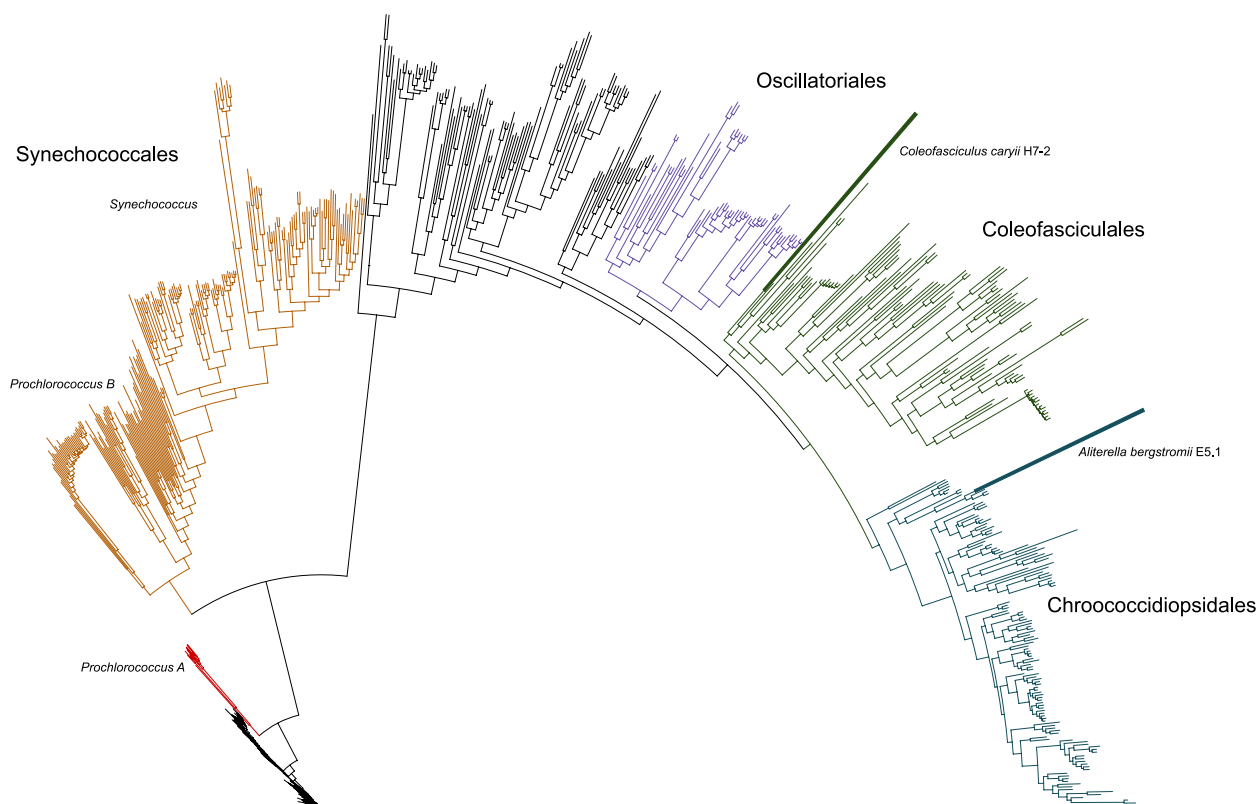 Oscillatoriales
Coleofasciculus caryii H7-2
Synechococcales
Synechococcus
Coleofasciculales
Prochlorococcus B
Aliterella bergstromii E5.1
Chroococcidiopsidales
Prochlorococcus A